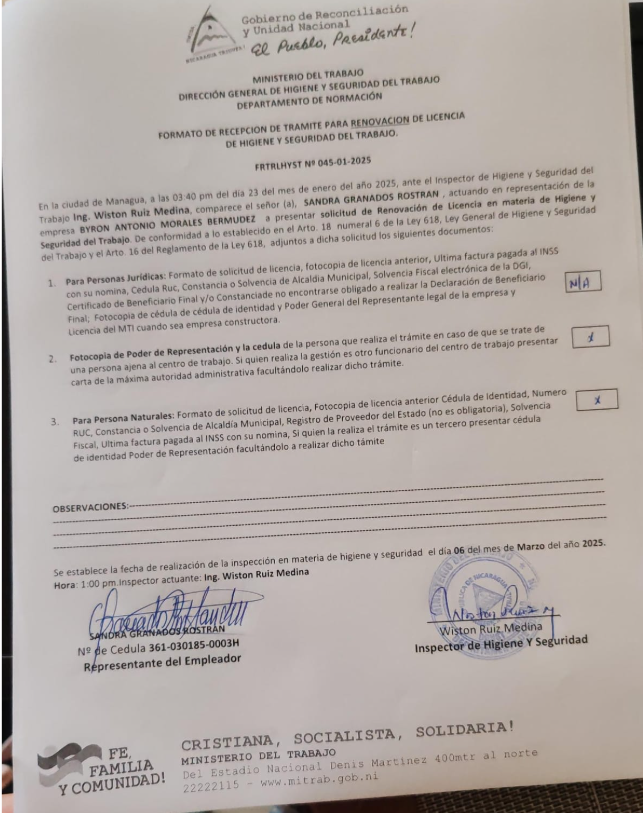 Gobierno de Reconciliación
y Unidad Nacional
El Pueblo, Presidente!
MINISTERIO DEL TRABAJO
DIRECCIÓN GENERAL DE HIGIENE Y SEGURIDAD DEL TRABAJO
DEPARTAMENTO DE NORMACIÓN
FORMATO DE RECEPCION DE TRAMITE PARA RENOVACION DE LICENCIA
DE HIGIENE Y SEGURIDAD DEL TRABAJO.
FRTRLHYST Nº 045-01-2025
En la ciudad de Managua, a las 03:40 pm del dia 23 del mes de enero del año 2025, ante el Inspector de Higiene y Seguridad del
Trabajo Ing. Wiston Ruiz Medina, comparece el señor (a), SANDRA GRANADOS ROSTRAN , actuando en representación de la
empresa BYRON ANTONIO MORALES BERMUDEZ a presentar solicitud de Renovación de Licencia en materia de Higiene y
Seguridad del Trabajo. De conformidad a lo establecido en el Arto. 18 numeral 6 de la Ley 618, Ley General de Higiene y Seguridad
del Trabajo y el Arto. 16 del Reglamento de la Ley 618, adjuntos a dicha solicitud los siguientes documentos:
1. Para Personas Jurídicas: Formato de solicitud de licencia, fotocopia de licencia anterior, Ultima factura pagada al INSS
con su nomina, Cedula Ruc, Constancia o Solvencia de Alcaldía Municipal, Solvencia Fiscal electrónica de la DGI,
Certificado de Beneficiario Final y/o Constanciade no encontrarse obligado a realizar la Declaración de Beneficiario
Final; Fotocopia de cédula de cédula de identidad y Poder General del Representante legal de la empresa y
Licencia del MTI cuando sea empresa constructora.
N/A
2. Fotocopia de Poder de Representación y la cedula de la persona que realiza el trámite en caso de que se trate de
una persona ajena al centro de trabajo. Si quien realiza la gestión es otro funcionario del centro de trabajo presentar
carta de la máxima autoridad administrativa facultándolo realizar dicho trámite.
x
3. Para Persona Naturales: Formato de solicitud de licencia, Fotocopia de licencia anterior Cédula de Identidad, Numero
RUC, Constancia o Solvencia de Alcaldía Municipal, Registro de Proveedor del Estado (no es obligatoria), Solvencia
Fiscal, Ultima factura pagada al INSS con su nomina, Si quien la realiza el trámite es un tercero presentar cédula
de identidad Poder de Representación facultándolo a realizar dicho támite
x
OBSERVACIONES:
Se establece la fecha de realización de la inspección en materia de higiene y seguridad el día 06 del mes de Marzo del año 2025.
Hora: 1:00 pm.Inspector actuante: Ing. Wiston Ruiz Medina
SANDRA GRANADOS ROSTRAN
Nº de Cedula 361-030185-0003H
Representante del Empleador
Wiston Ruiz M
Wiston Ruiz Medina
Inspector de Higiene Y Seguridad
FE,
FAMILIA
Y COMUNIDAD!
CRISTIANA, SOCIALISTA, SOLIDARIA!
MINISTERIO DEL TRABAJO
Del Estadio Nacional Denis Martinez 400mtr al norte
22222115 - www.mitrab.gob.ni